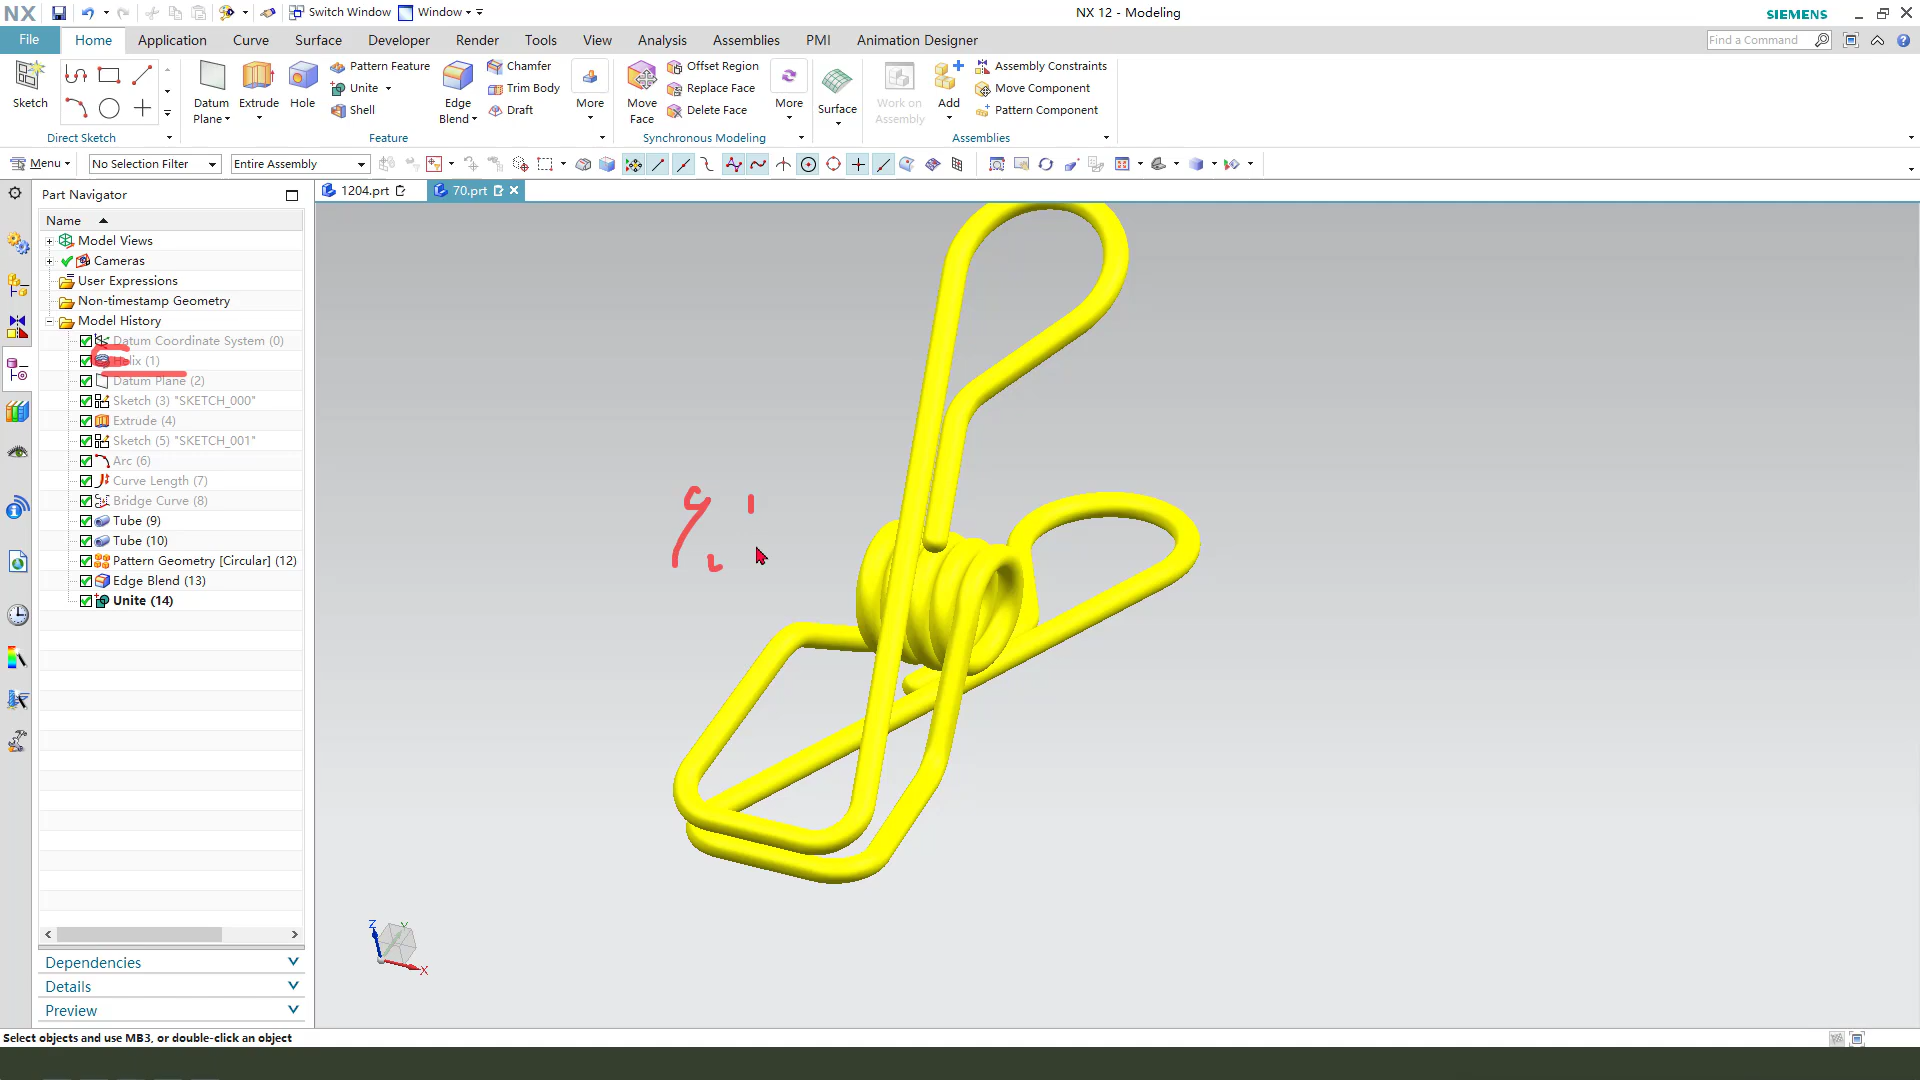 NX
Switch Window
Window
NX 12 - Modeling
SIEMENS
File
Home
Application
Curve
Surface
Developer
Render
Tools
View
Analysis
Assemblies
PMI
Animation Designer
Find a Command
Sketch
Datum Plane
Extrude
Hole
Pattern Feature
Unite
Shell
Edge Blend
Chamfer
Trim Body
Draft
More
Move Face
Offset Region
Replace Face
Delete Face
More
Surface
Work on Assembly
Add
Assembly Constraints
Move Component
Pattern Component
Direct Sketch
Feature
Synchronous Modeling
Assemblies
Menu
No Selection Filter
Entire Assembly
Part Navigator
1204.prt
70.prt
Name
Model Views
Cameras
User Expressions
Non-timestamp Geometry
Model History
Datum Coordinate System (0)
Helix (1)
Datum Plane (2)
Sketch (3) "SKETCH_000"
Extrude (4)
Sketch (5) "SKETCH_001"
Arc (6)
Curve Length (7)
Bridge Curve (8)
Tube (9)
Tube (10)
Pattern Geometry [Circular] (12)
Edge Blend (13)
Unite (14)
Z
Y
X
Dependencies
Details
Preview
Select objects and use MB3, or double-click an object